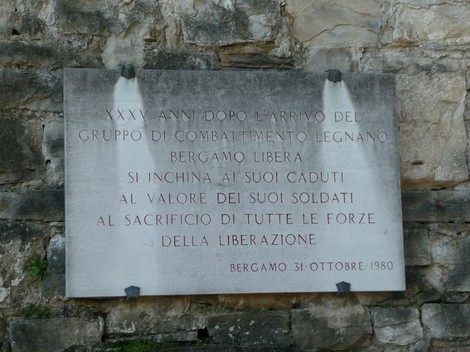 XXXV ANNI DOPO L'ARRIVO DEL
GRUPPO DI COMBATTIMENTO LEGNANO
BERGAMO LIBERA
SI INCHINA AI SUOI CADUTI
AL VALORE DEI SUOI SOLDATI
AL SACRIFICIO DI TUTTE LE FORZE
DELLA LIBERAZIONE
BERGAMO 31·OTTOBRE 1980